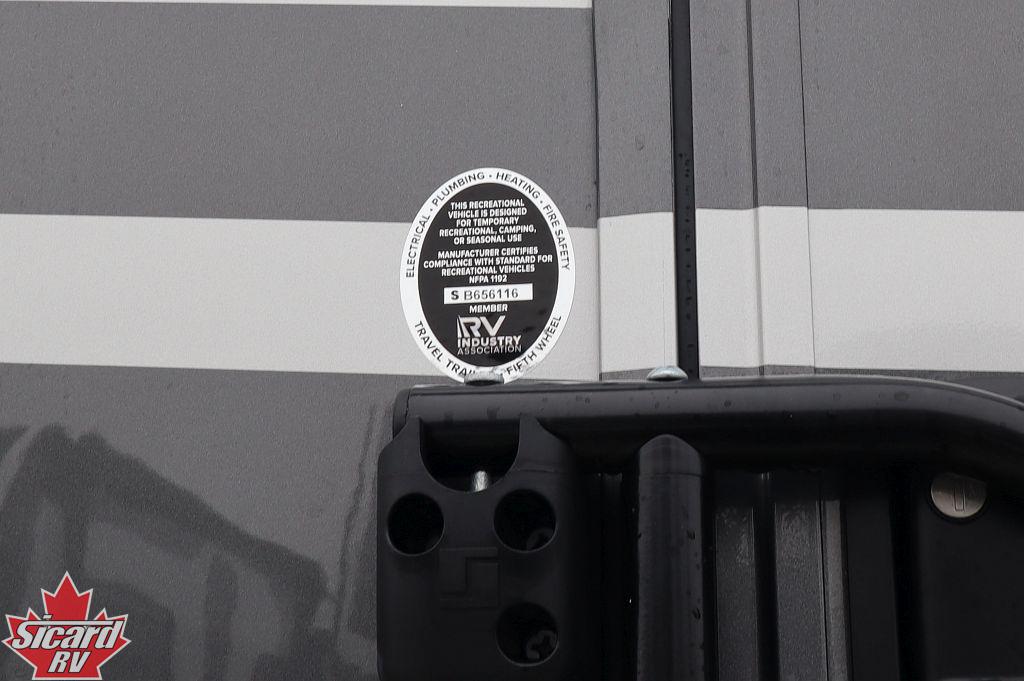 ELECTRICAL • PLUMBING • HEATING • FIRE SAFETY
THIS RECREATIONAL
VEHICLE IS DESIGNED
FOR TEMPORARY
RECREATIONAL, CAMPING,
OR SEASONAL USE
MANUFACTURER CERTIFIES
COMPLIANCE WITH STANDARD FOR
RECREATIONAL VEHICLES
NFPA 1192
S B656116
MEMBER
RV
INDUSTRY
ASSOCIATION
TRAVEL FIFTH WHEEL
Sicard
RV